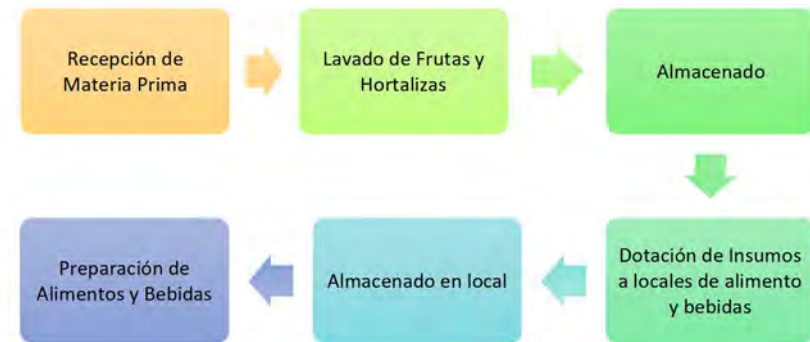 Recepción de
Materia Prima
Lavado de Frutas y
Hortalizas
Almacenado
Dotación de Insumos
a locales de alimento
y bebidas
Almacenado en local
Preparación de
Alimentos y Bebidas